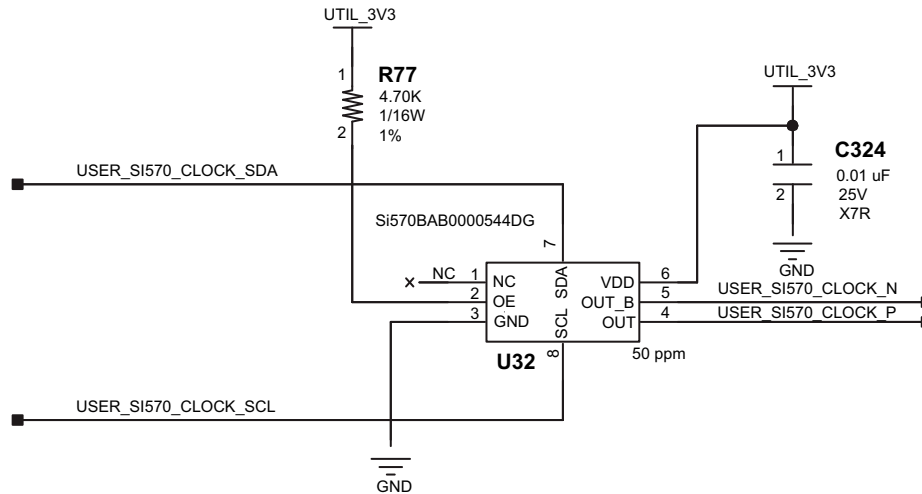 UTIL_3V3
R77
4.70K
1/16W
1%
1
2
UTIL_3V3
C324
0.01 uF
25V
X7R
1
2
GND
USER_SI570_CLOCK_SDA
Si570BAB0000544DG
7
NC
1
2
3
NC
OE
GND
SDA
SCL
VDD
OUT_B
OUT
6
5
4
USER_SI570_CLOCK_N
USER_SI570_CLOCK_P
U32
8
50 ppm
USER_SI570_CLOCK_SCL
GND